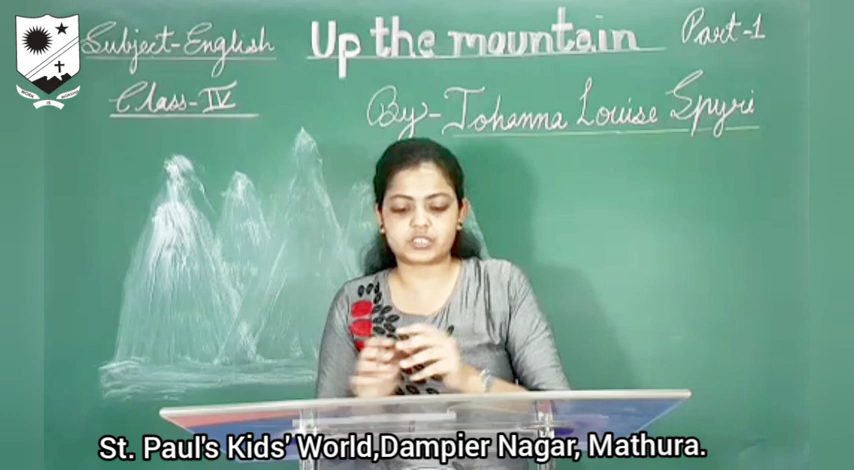 Subject-English
Up the mountain
Part-1
Class-IV
By-Johanna Louise Spyri
St. Paul's Kids' World,Dampier Nagar, Mathura.